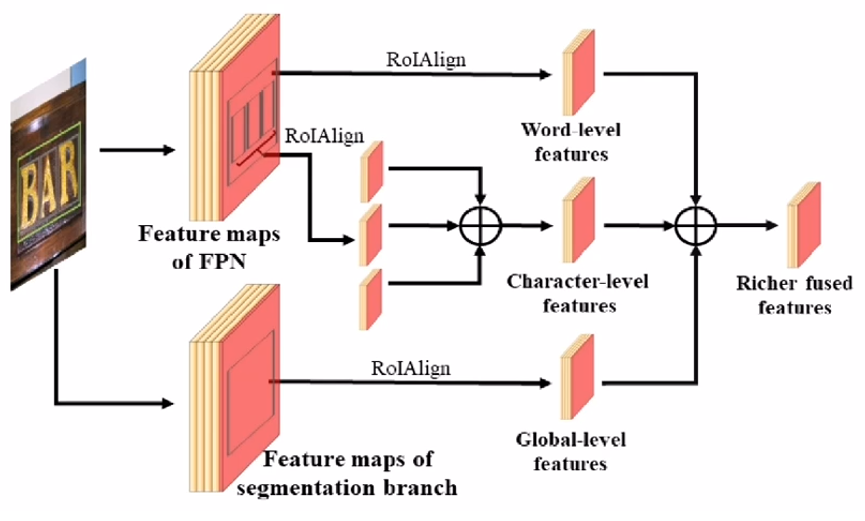 RoIAlign
BAR
RoIAlign
Word-level
features
Feature maps
of FPN
Character-level
features
Richer fused
features
RoIAlign
Global-level
features
Feature maps of
segmentation branch